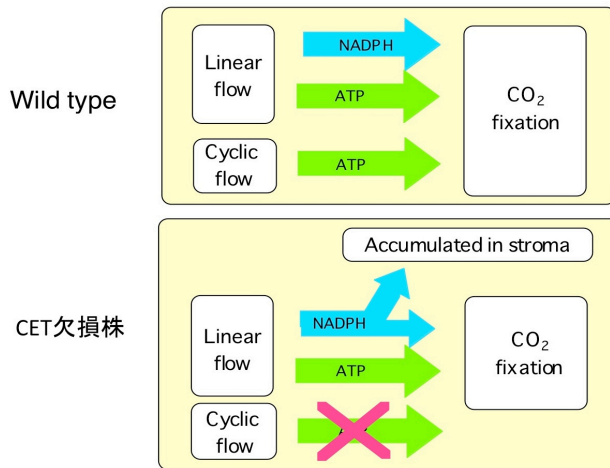 Wild type
Linear
flow
NADPH
ATP
CO₂
fixation
Cyclic
flow
ATP
CET欠損株
Accumulated in stroma
Linear
flow
NADPH
ATP
CO₂
fixation
Cyclic
flow